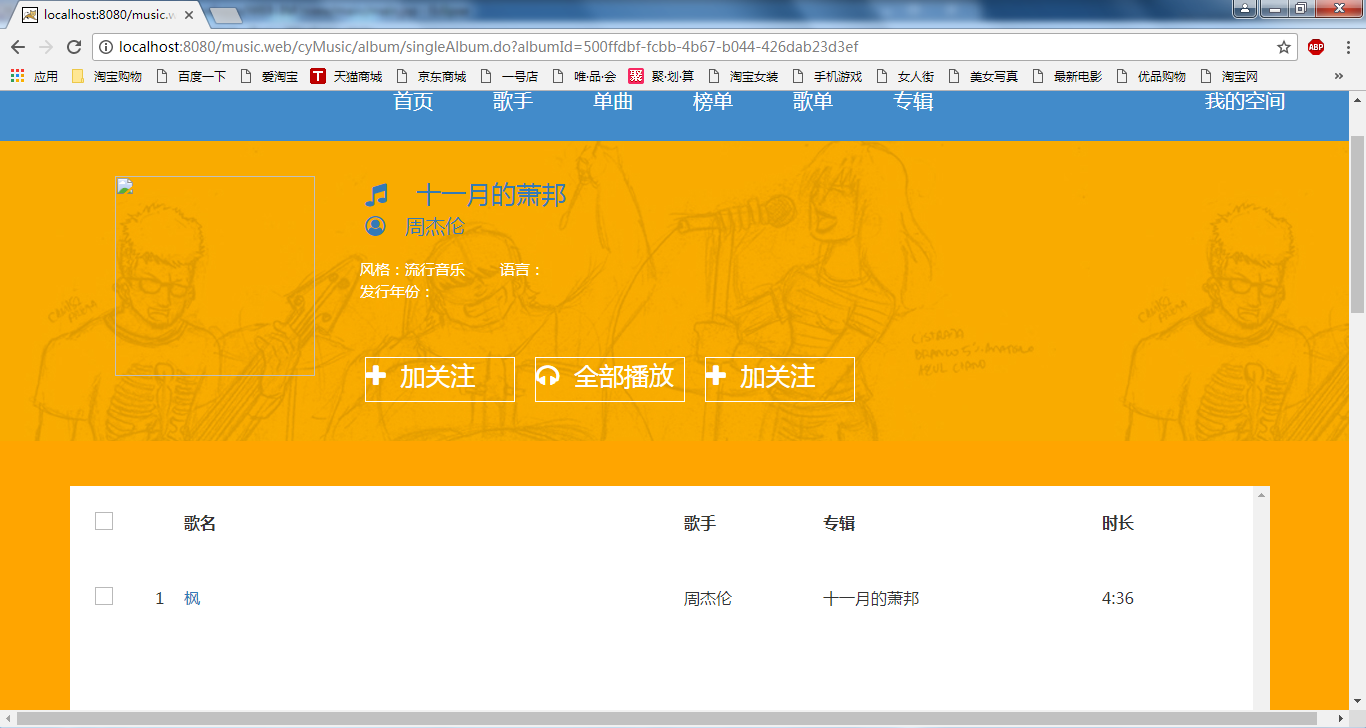 localhost:8080/music.w
localhost:8080/music.web/cyMusic/album/singleAlbum.do?albumId=500ffdbf-fcbb-4b67-b044-426dab23d3ef
ABP
应用 淘宝购物 百度一下 爱淘宝 T 天猫商城 京东商城 一号店 唯·品·会 聚 聚·划·算 淘宝女装 手机游戏 女人街 美女写真 最新电影 优品购物 淘宝网 »
首页 歌手 单曲 榜单 歌单 专辑 我的空间
十一月的萧邦
周杰伦
风格：流行音乐 语言：
发行年份：
加关注 全部播放 加关注
歌名 歌手 专辑 时长
1 枫 周杰伦 十一月的萧邦 4:36